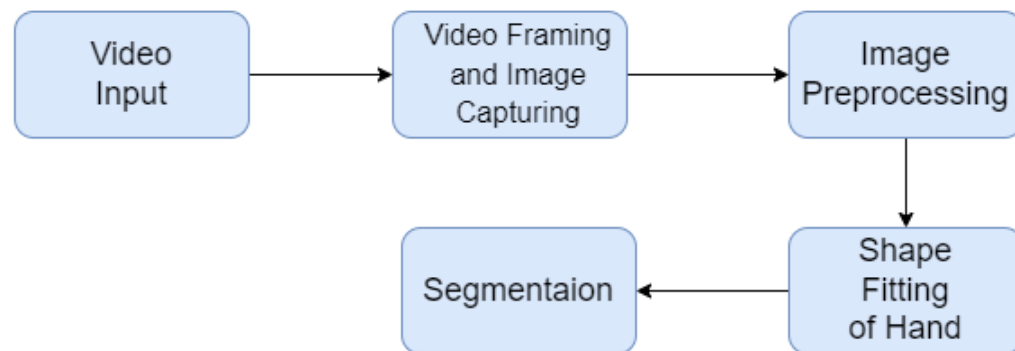 Video
Input
Video Framing
and Image
Capturing
Image
Preprocessing
Shape
Fitting
of Hand
Segmentaion